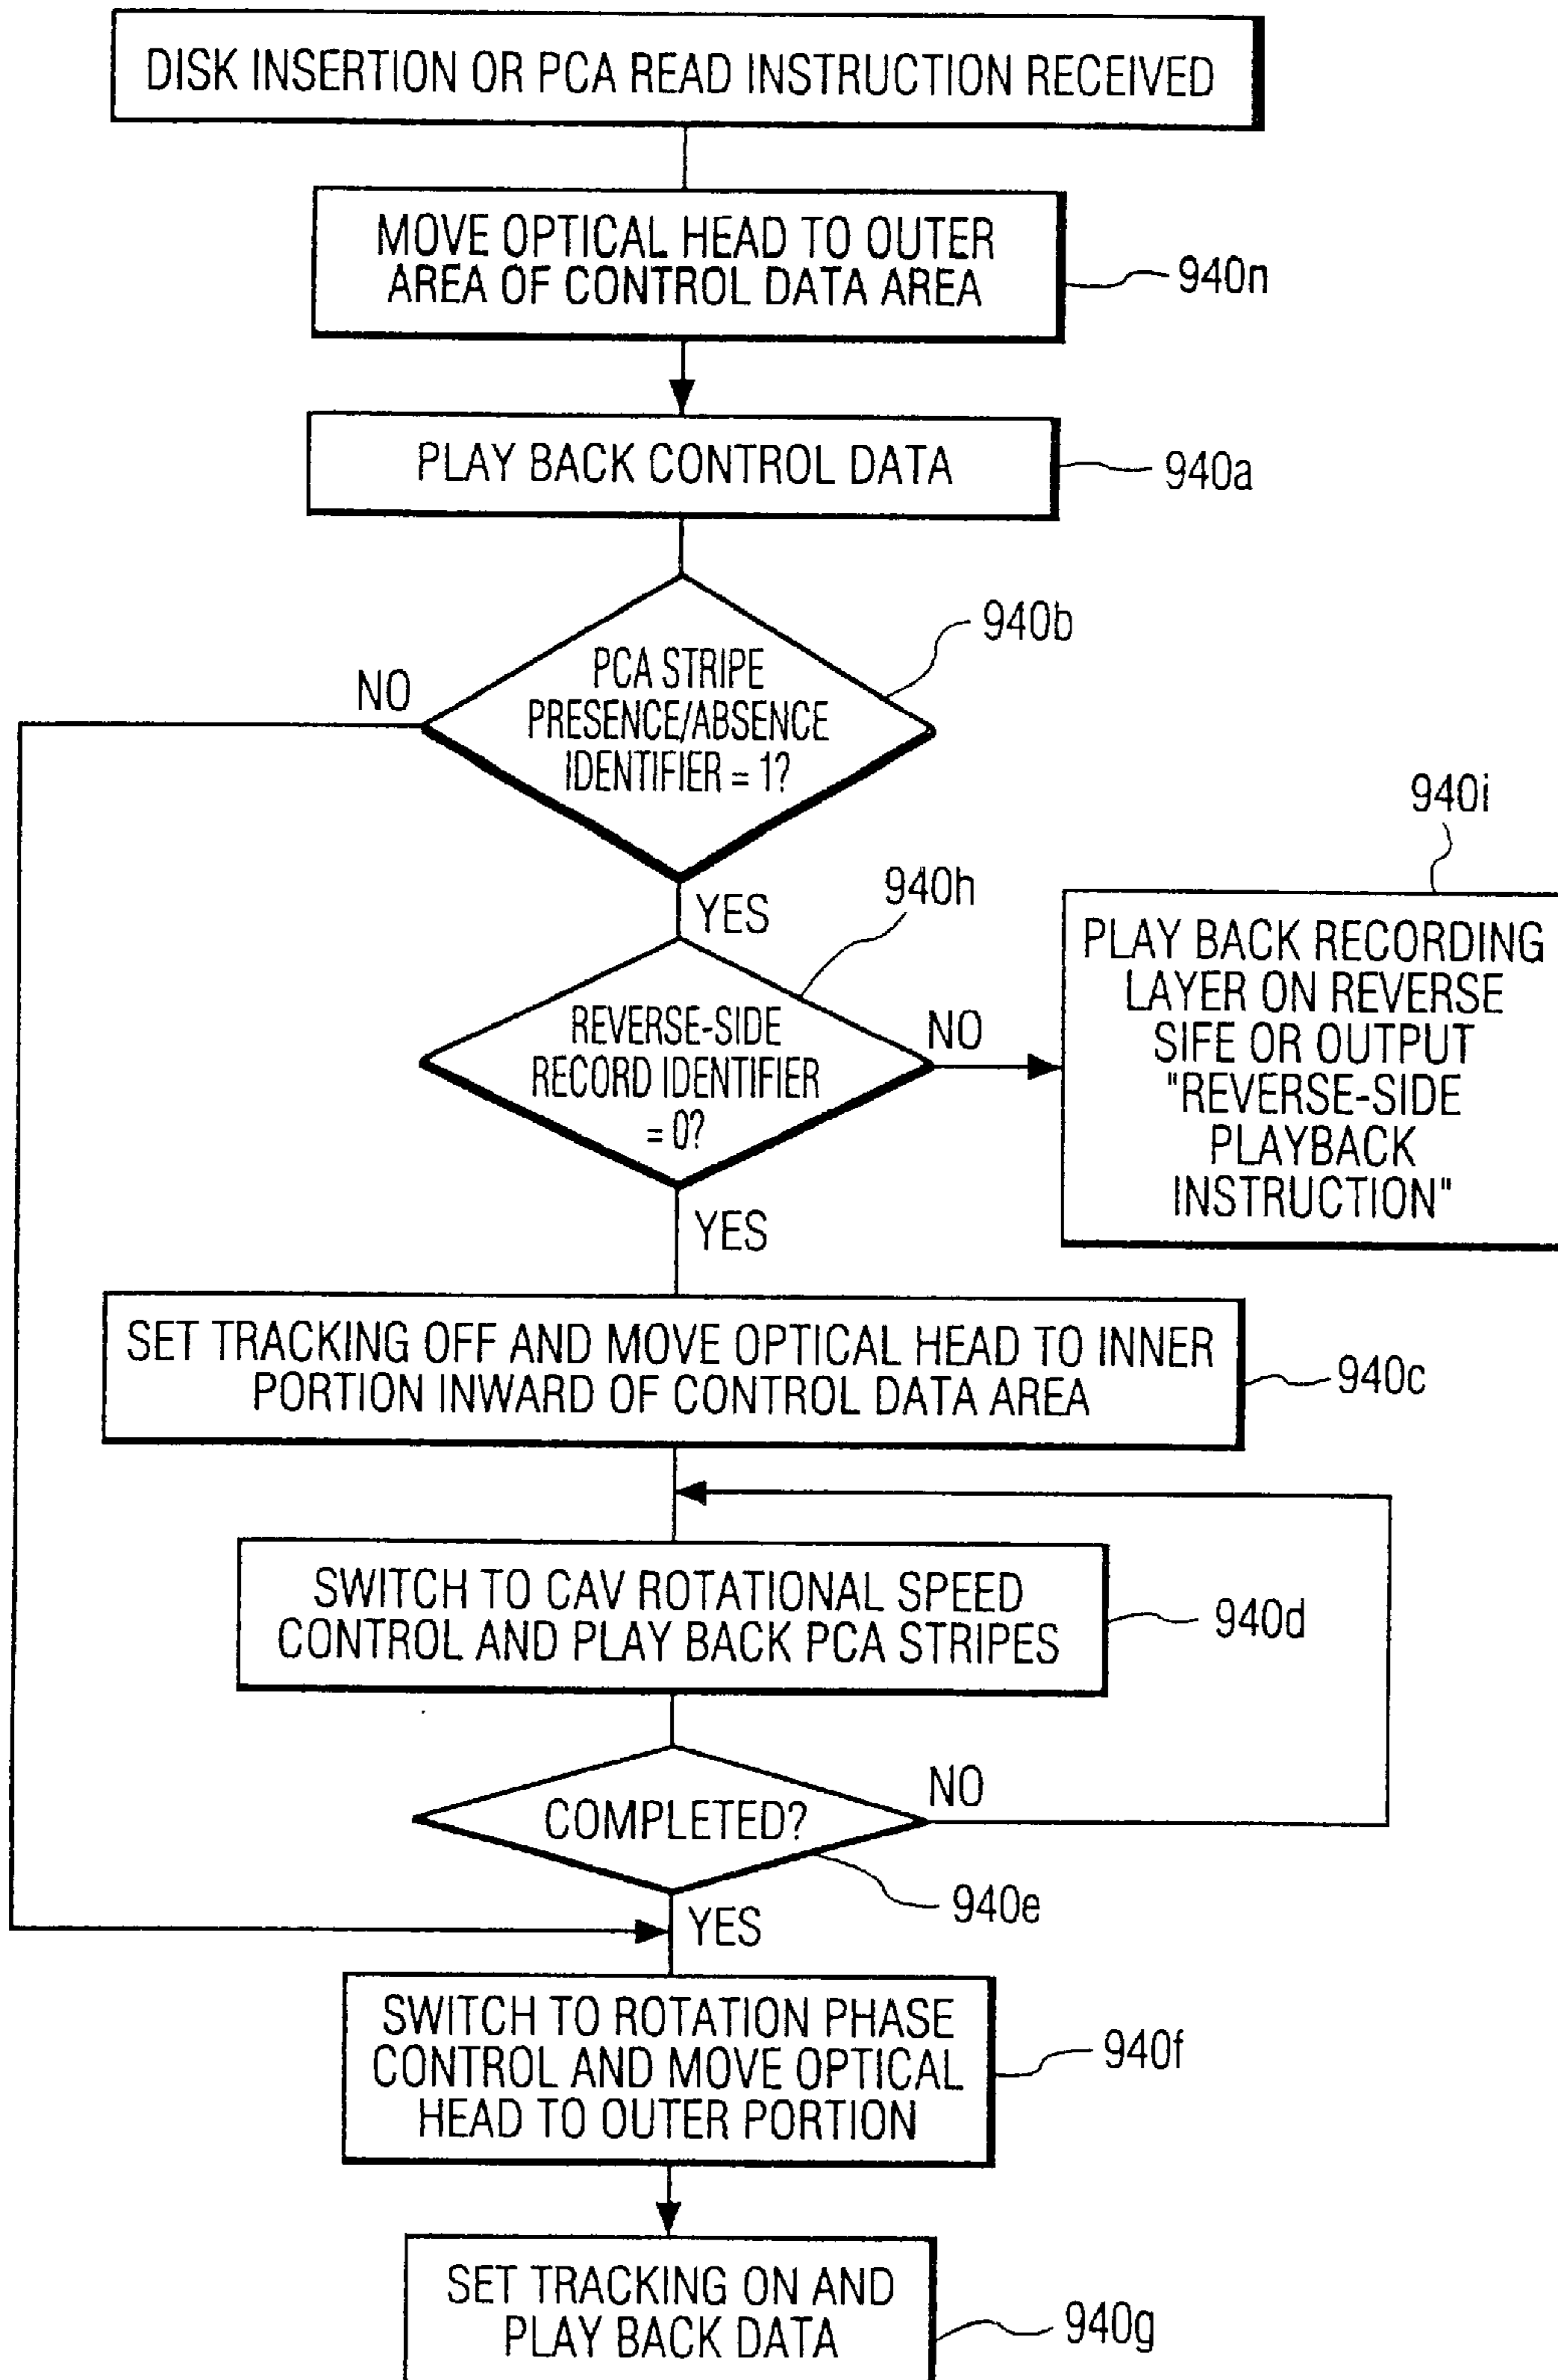 DISK INSERTION OR PCA READ INSTRUCTION RECEIVED
MOVE OPTICAL HEAD TO OUTER
AREA OF CONTROL DATA AREA
940n
PLAY BACK CONTROL DATA
940a
940b
NO
PCA STRIPE
PRESENCE/ABSENCE
IDENTIFIER = 1?
YES
940h
940i
REVERSE-SIDE
RECORD IDENTIFIER
= 0?
NO
PLAY BACK RECORDING
LAYER ON REVERSE
SIFE OR OUTPUT
"REVERSE-SIDE
PLAYBACK
INSTRUCTION"
YES
SET TRACKING OFF AND MOVE OPTICAL HEAD TO INNER
PORTION INWARD OF CONTROL DATA AREA
940c
SWITCH TO CAV ROTATIONAL SPEED
CONTROL AND PLAY BACK PCA STRIPES
940d
COMPLETED?
NO
940e
YES
SWITCH TO ROTATION PHASE
CONTROL AND MOVE OPTICAL
HEAD TO OUTER PORTION
940f
SET TRACKING ON AND
PLAY BACK DATA
940g